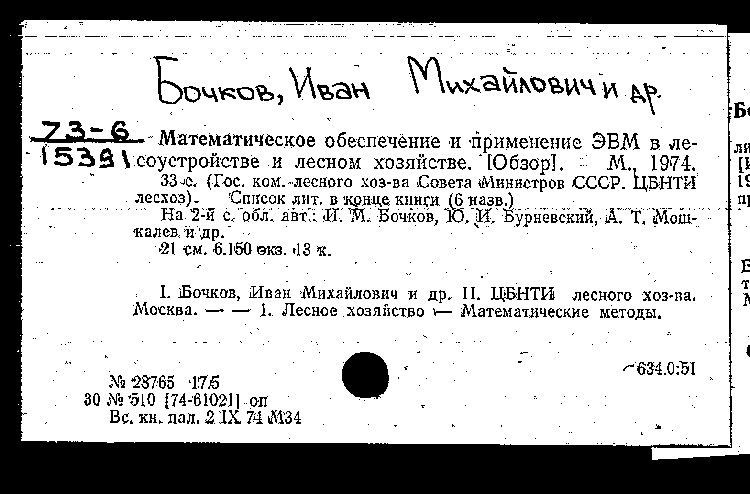 Бочков, Иван Михайлович и др.
73-6
15391
Математическое обеспечение и применение ЭВМ в ле-
соустройстве и лесном хозяйстве. [Обзор]. М., 1974.
33 с. (Гос. ком. лесного хоз-ва Совета Министров СССР. ЦБНТИ
лесхоз). Список лит. в конце книги (6 назв.)
На 2-й с. обл. авт.: И. М. Бочков, Ю. И. Бурневский, А. Т. Мош-
калев и др.
21 см. 6.150 экз. 13 к.
I. Бочков, Иван Михайлович и др. II. ЦБНТИ лесного хоз-ва.
Москва. — — 1. Лесное хозяйство — Математические методы.
634.0:51
№ 28765 175
30 № 510 [74-61021] оп
Вс. кн. пал. 2 IX 74 М34